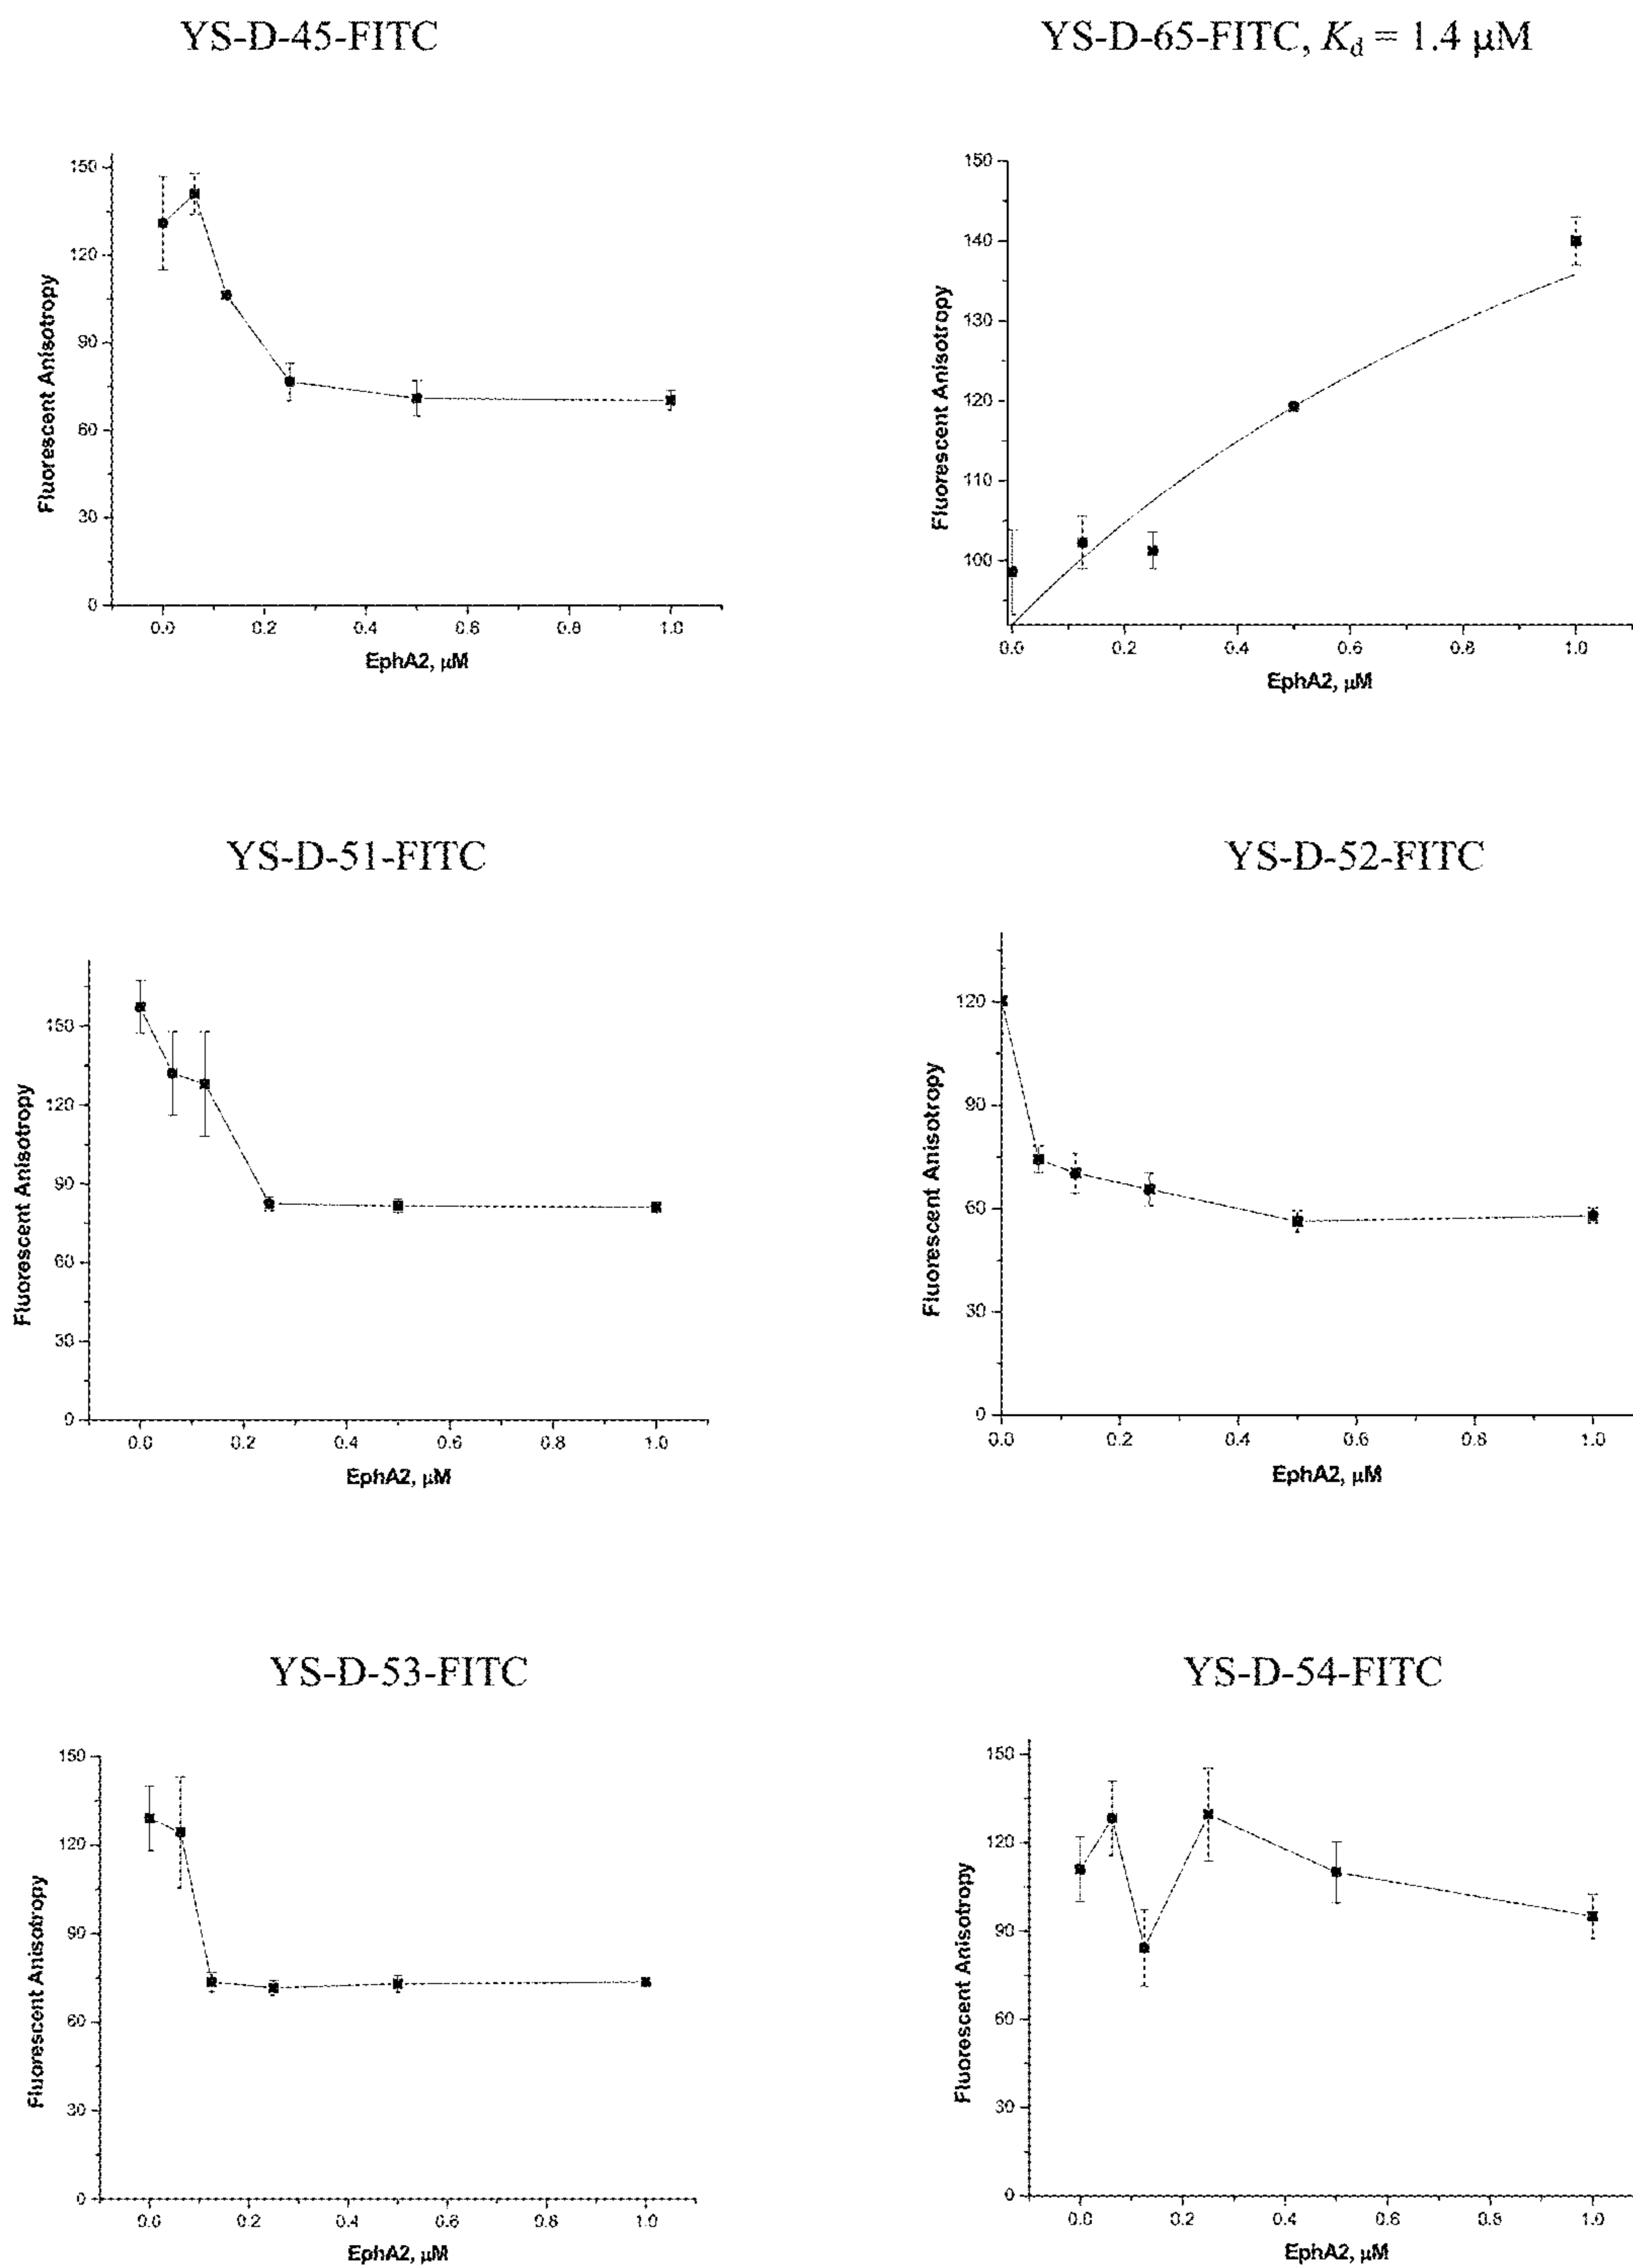 YS-D-45-FITC
150
120
90
60
30
0
0.0 0.2 0.4 0.6 0.8 1.0
Fluorescent Anisotropy
EphA2, μM
YS-D-65-FITC, Kd = 1.4 μM
150
140
130
120
110
100
0.0 0.2 0.4 0.6 0.8 1.0
Fluorescent Anisotropy
EphA2, μM
YS-D-51-FITC
150
120
90
60
30
0
0.0 0.2 0.4 0.6 0.8 1.0
Fluorescent Anisotropy
EphA2, μM
YS-D-52-FITC
120
90
60
30
0
0.0 0.2 0.4 0.6 0.8 1.0
Fluorescent Anisotropy
EphA2, μM
YS-D-53-FITC
150
120
90
60
30
0
0.0 0.2 0.4 0.6 0.8 1.0
Fluorescent Anisotropy
EphA2, μM
YS-D-54-FITC
150
120
90
60
30
0
0.0 0.2 0.4 0.6 0.8 1.0
Fluorescent Anisotropy
EphA2, μM